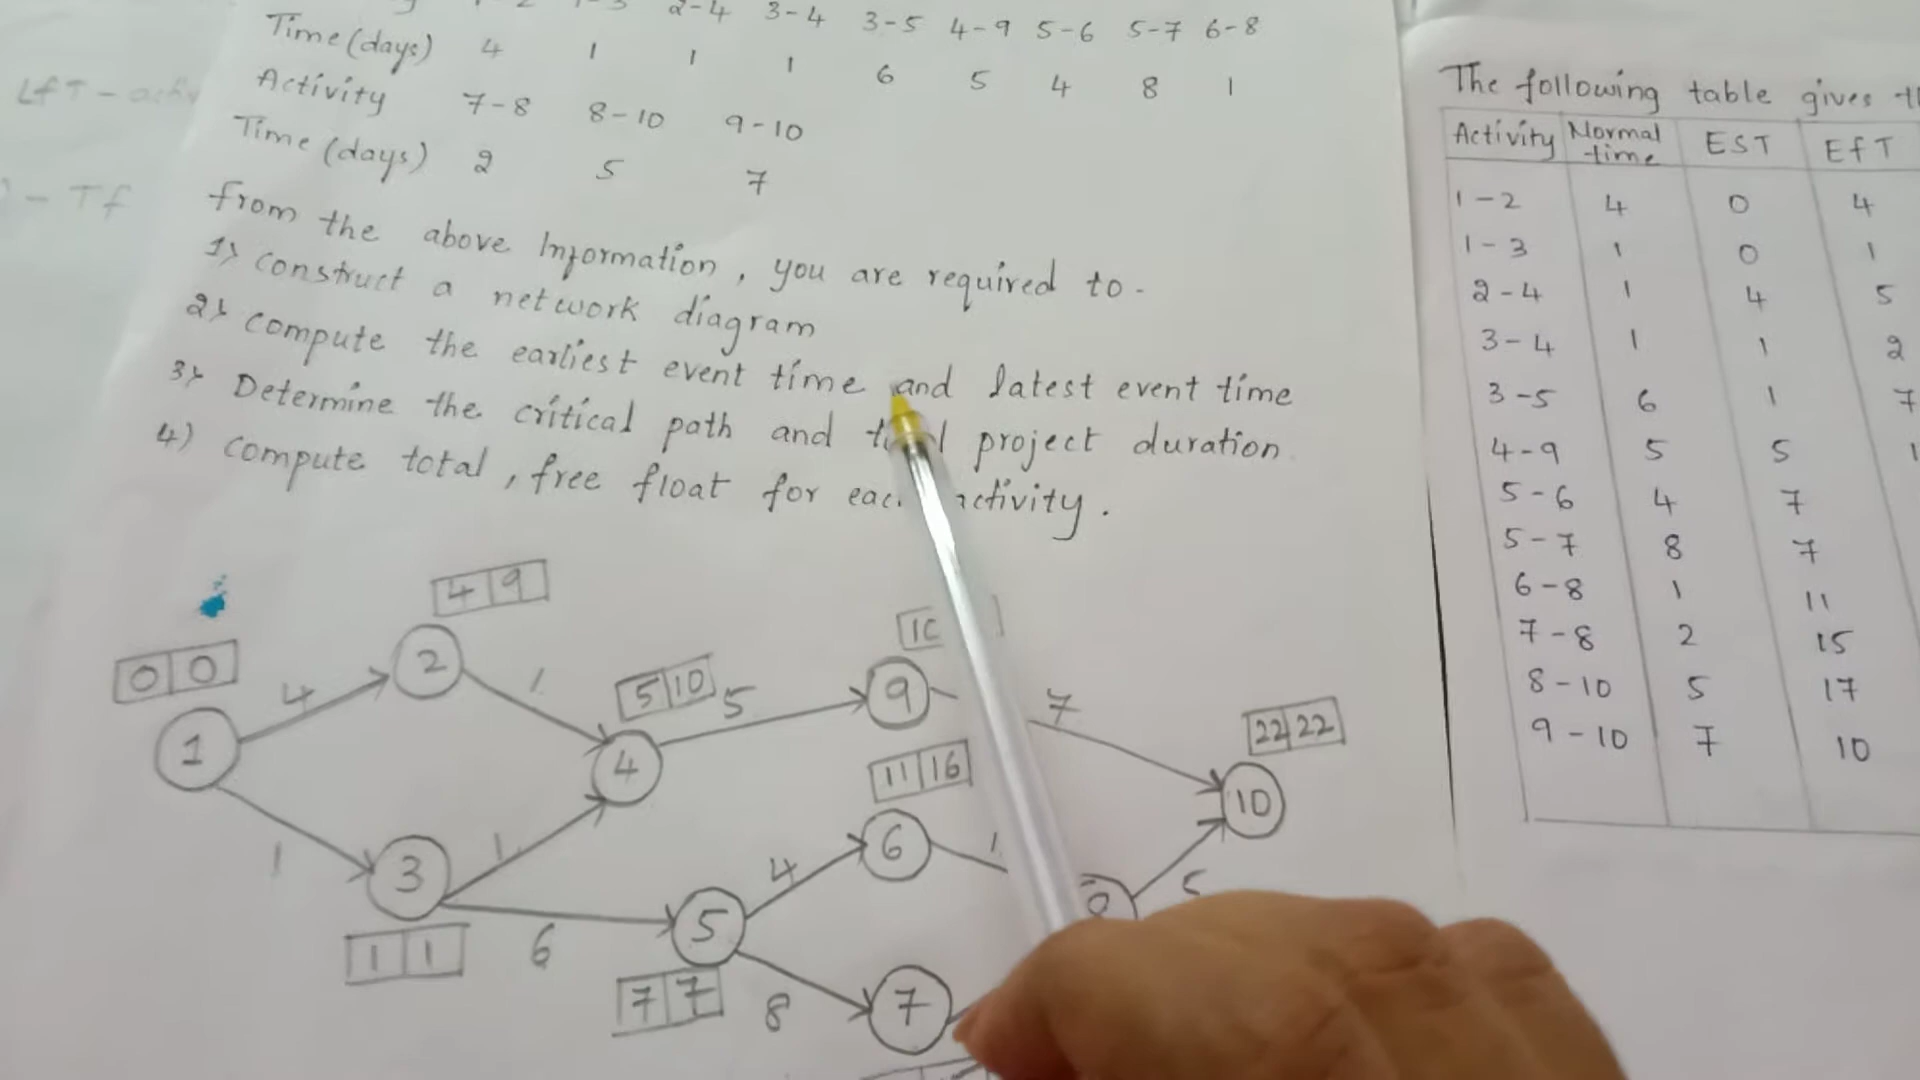 1-2 1-3 2-4 3-4 3-5 4-9 5-6 5-7 6-8
Time (days) 4 1 1 1 6 5 4 8 1
Activity 7-8 8-10 9-10
Time (days) 2 5 7
from the above Information, you are required to -
1) construct a network diagram
2) compute the earliest event time and latest event time
3) Determine the critical path and project duration
4) compute total, free float for
4 9
0 0
1
4
2
1
5 10
5
4
9
7
22 22
10
11 16
6
1
4
5
1
3
1
1 1
6
5
7 7
8
7
LfT -
- Tf
The following table gives
Activity Normal time EST EfT
1-2 4 0 4
1-3 1 0 1
2-4 1 4 5
3-4 1 1 2
3-5 6 1 7
4-9 5 5
5-6 4 7
5-7 8 7
6-8 1 11
7-8 2 15
8-10 5 17
9-10 7 10